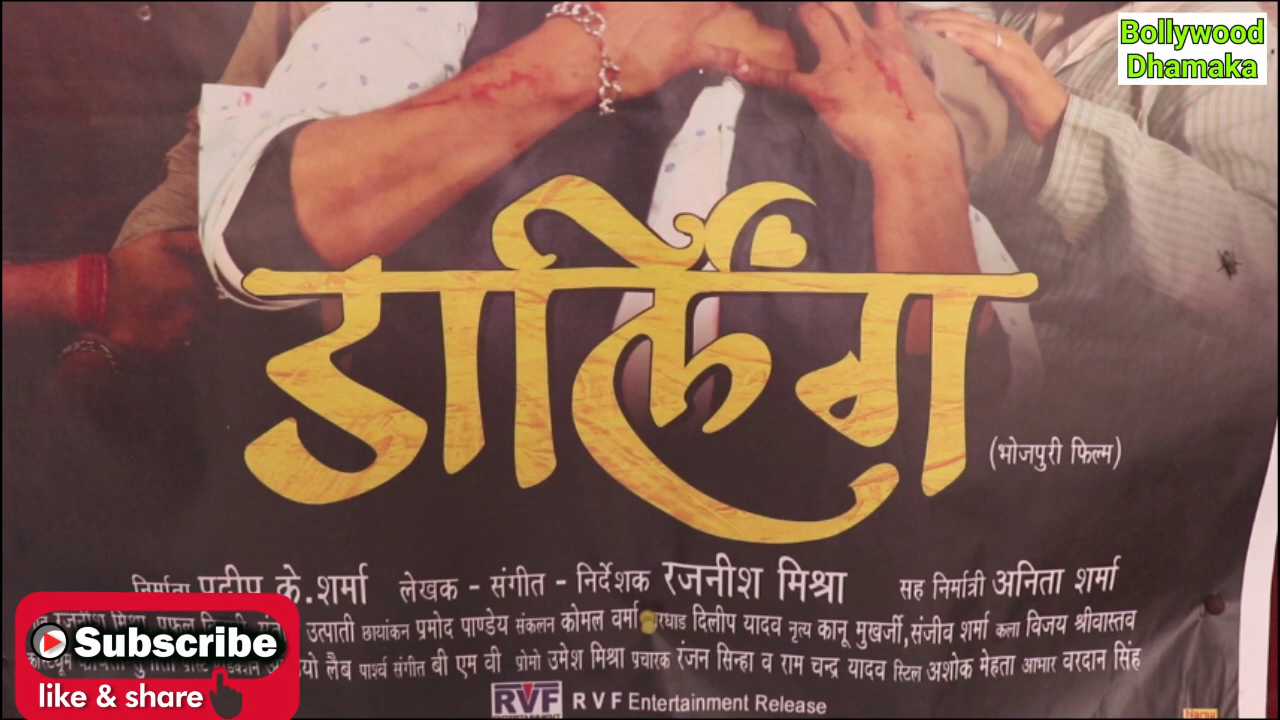 Bollywood
Dhamaka
डार्लिंग
(भोजपुरी फिल्म)
निर्माता प्रदीप के.शर्मा लेखक - संगीत - निर्देशक रजनीश मिश्रा सह निर्मात्री अनिता शर्मा
रजनीश मिश्रा, उत्पाती छायांकन प्रमोद पाण्डेय संकलन कोमल वर्मा दिलीप यादव नृत्य कानू मुखर्जी,संजीव शर्मा कला विजय श्रीवास्तव
लैब पार्श्व संगीत वी एम वी प्रोमो उमेश मिश्रा प्रचारक रंजन सिन्हा व राम चन्द्र यादव स्टिल अशोक मेहता आभार वरदान सिंह
Subscribe
like & share
RVF RVF Entertainment Release